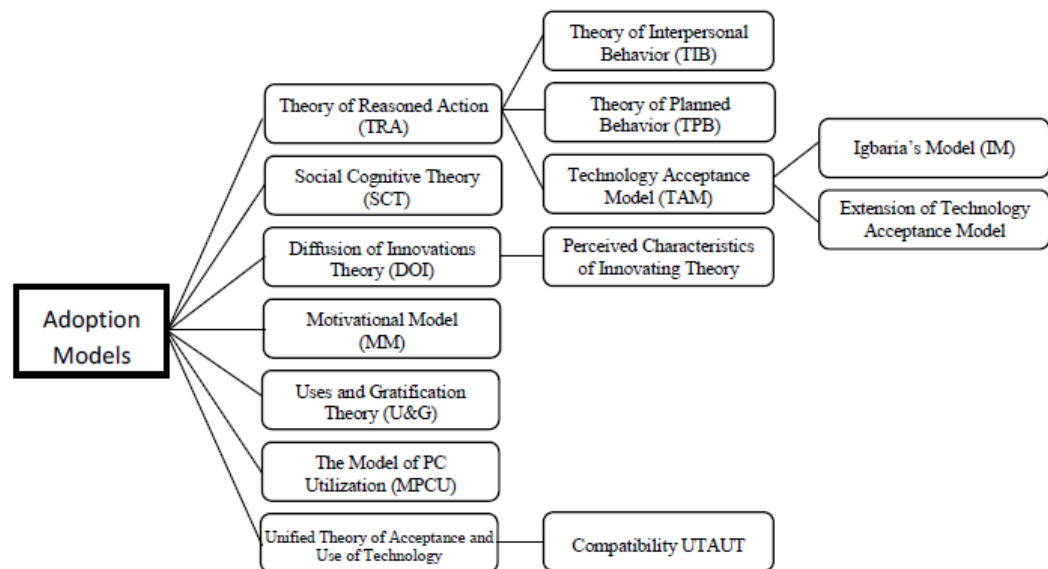 Adoption
Models
Theory of Reasoned Action
(TRA)
Social Cognitive Theory
(SCT)
Diffusion of Innovations
Theory (DOI)
Motivational Model
(MM)
Uses and Gratification
Theory (U&G)
The Model of PC
Utilization (MPCU)
Unified Theory of Acceptance and
Use of Technology
Theory of Interpersonal
Behavior (TIB)
Theory of Planned
Behavior (TPB)
Technology Acceptance
Model (TAM)
Perceived Characteristics
of Innovating Theory
Compatibility UTAUT
Igbaria's Model (IM)
Extension of Technology
Acceptance Model